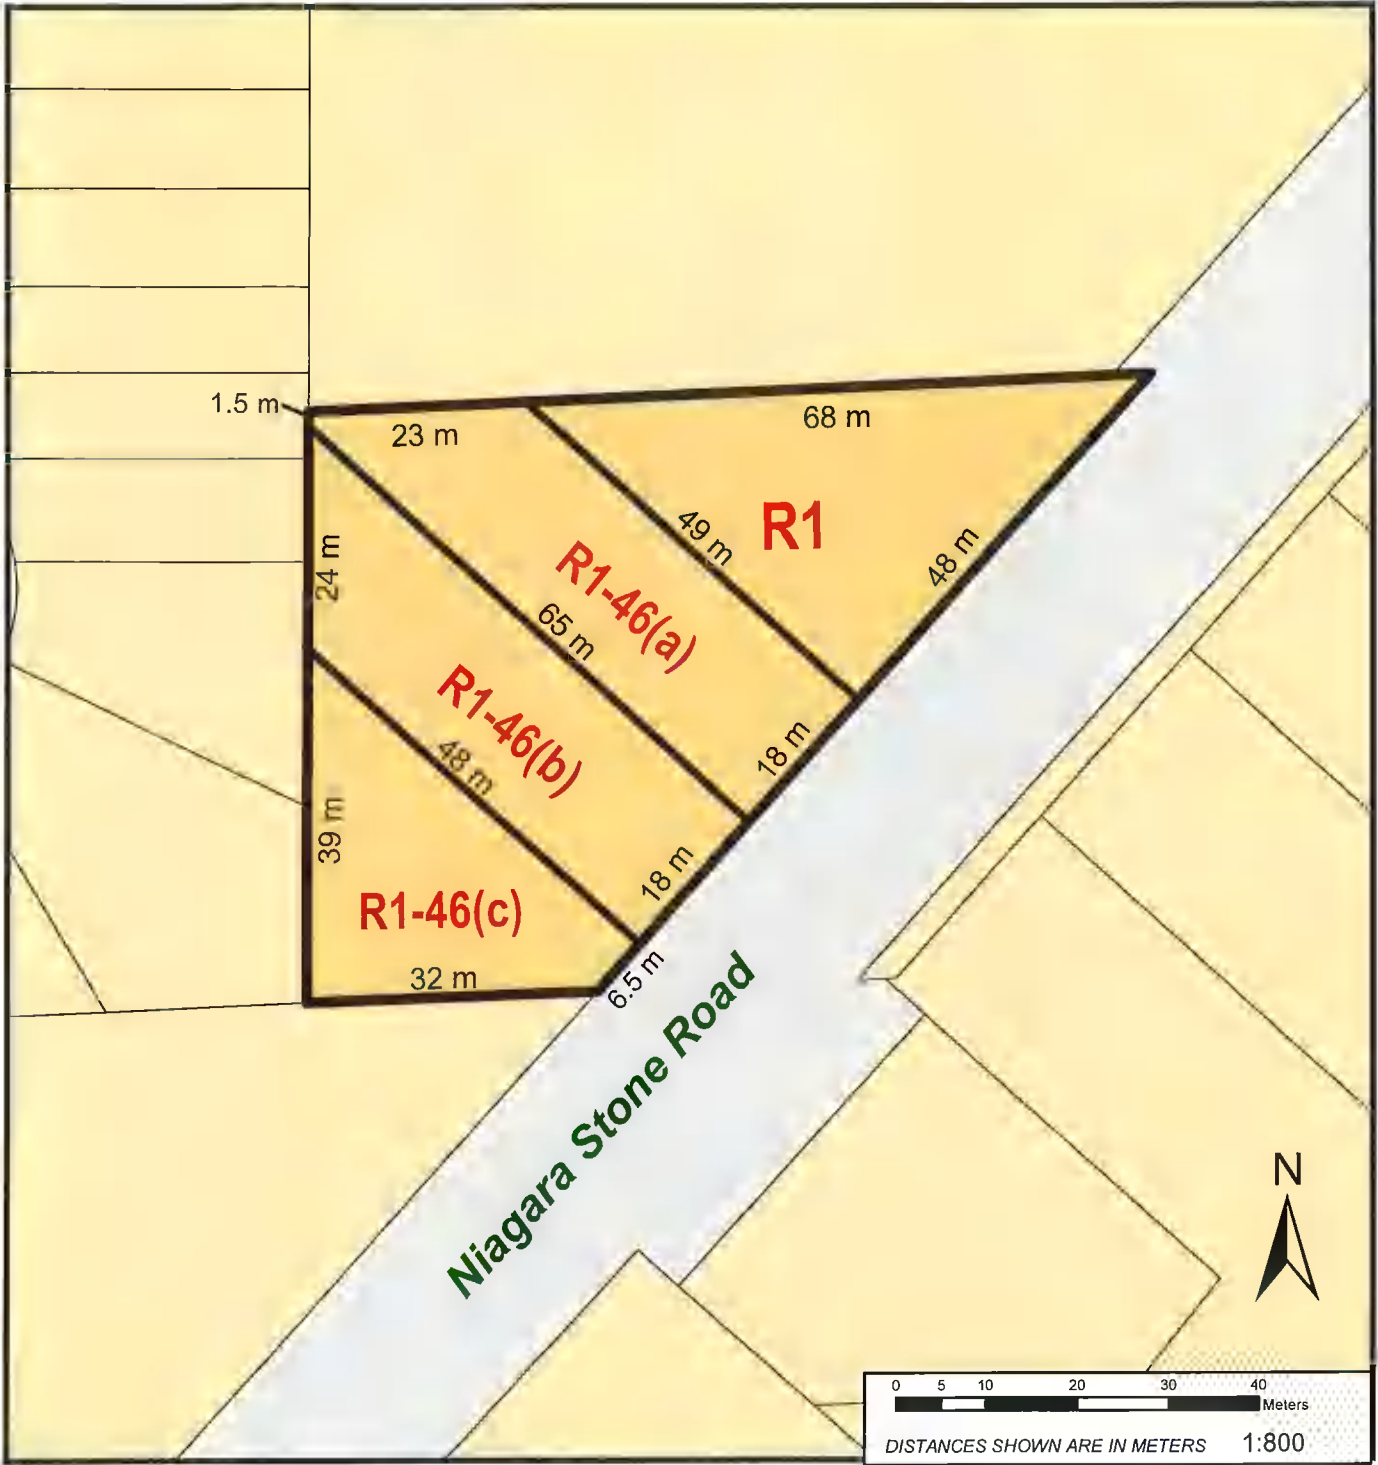 1.5 m
23 m
68 m
R1
49 m
48 m
24 m
R1-46(a)
65 m
R1-46(b)
18 m
48 m
39 m
18 m
R1-46(c)
32 m
6.5 m
Niagara Stone Road
N
0 5 10 20 30 40
Meters
DISTANCES SHOWN ARE IN METERS 1:800